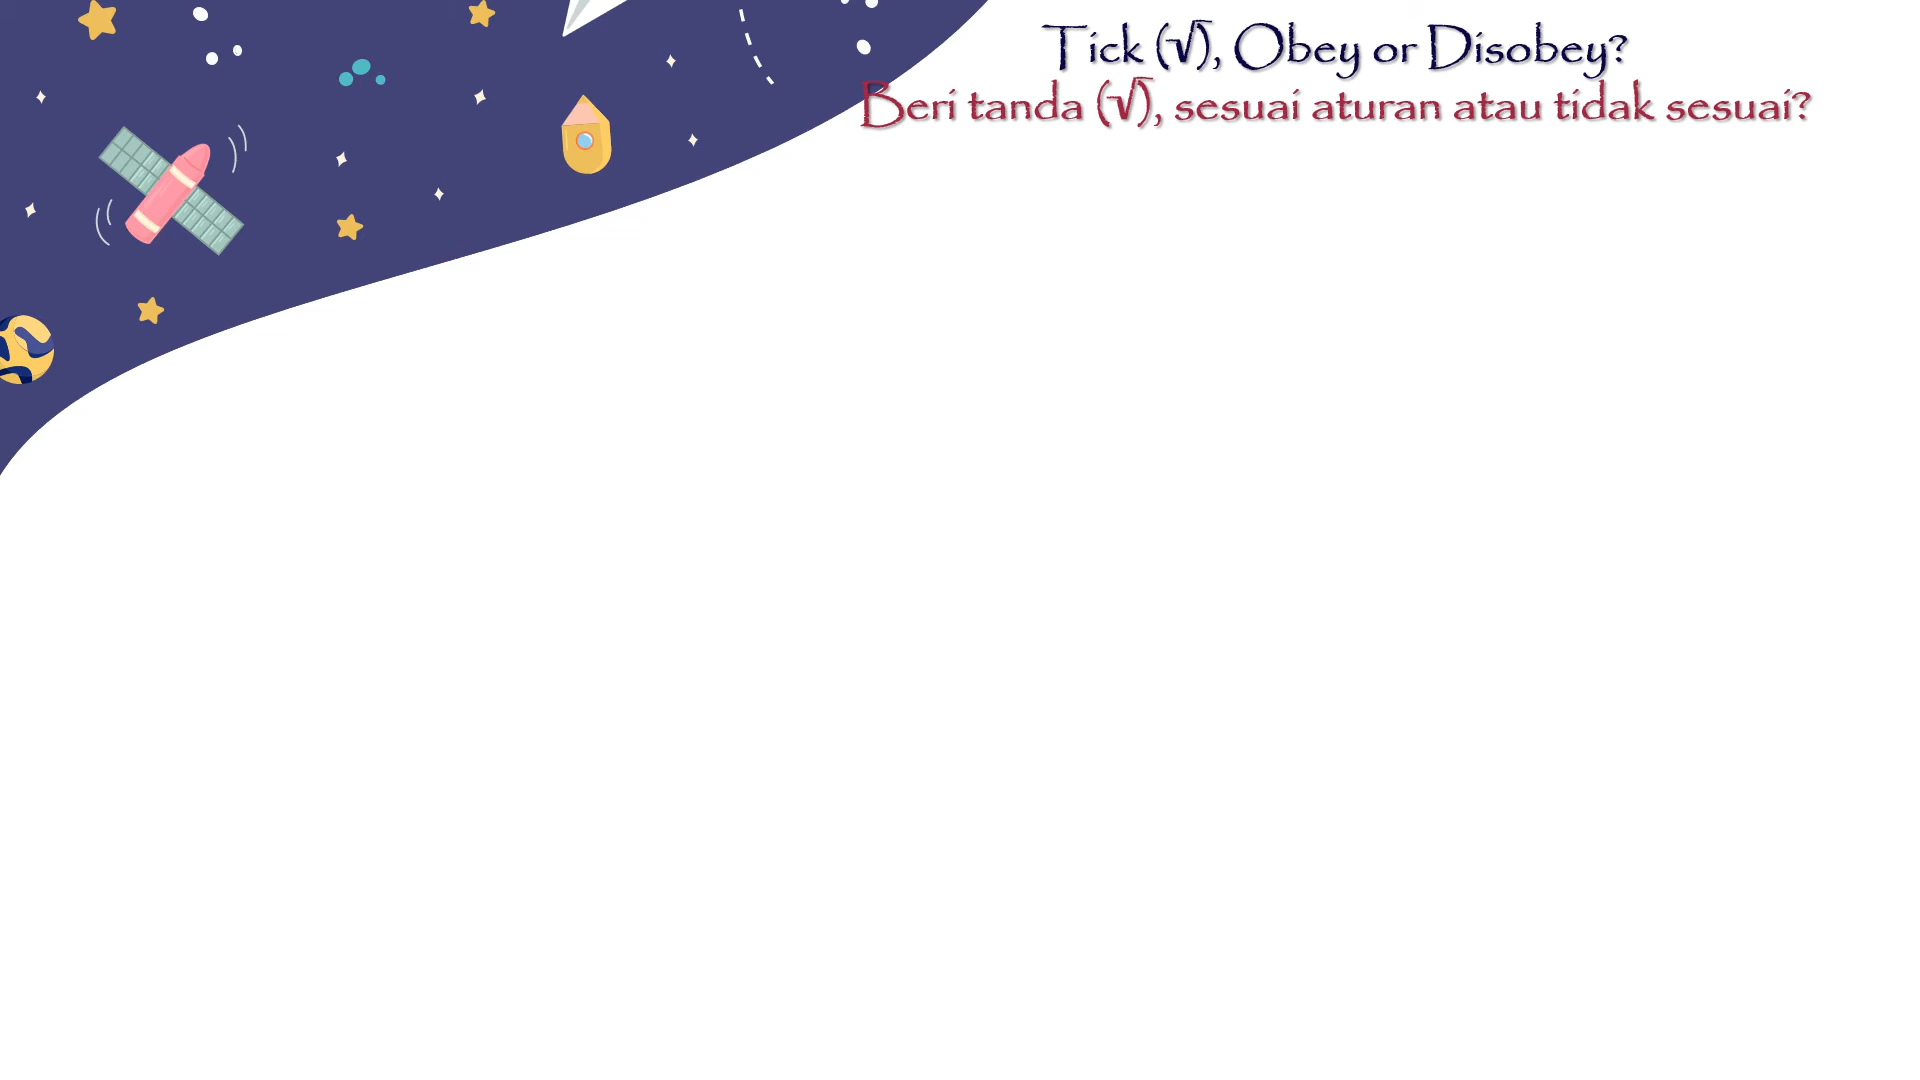 Tick (√), Obey or Disobey?
Beri tanda (√), sesuai aturan atau tidak sesuai?